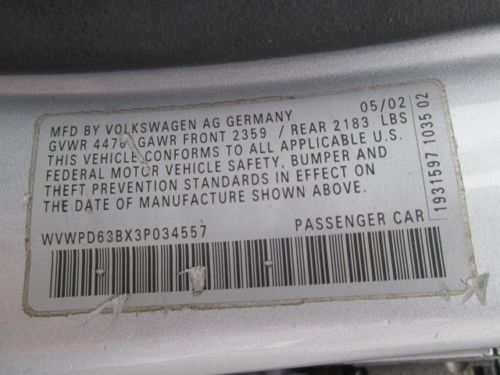 05/02
MFD BY VOLKSWAGEN AG GERMANY
GVWR 4470 GAWR FRONT 2359 / REAR 2183 LBS
THIS VEHICLE CONFORMS TO ALL APPLICABLE U.S.
FEDERAL MOTOR VEHICLE SAFETY, BUMPER AND
THEFT PREVENTION STANDARDS IN EFFECT ON
THE DATE OF MANUFACTURE SHOWN ABOVE.
WVWPD63BX3P034557 PASSENGER CAR
1931597 1035 02